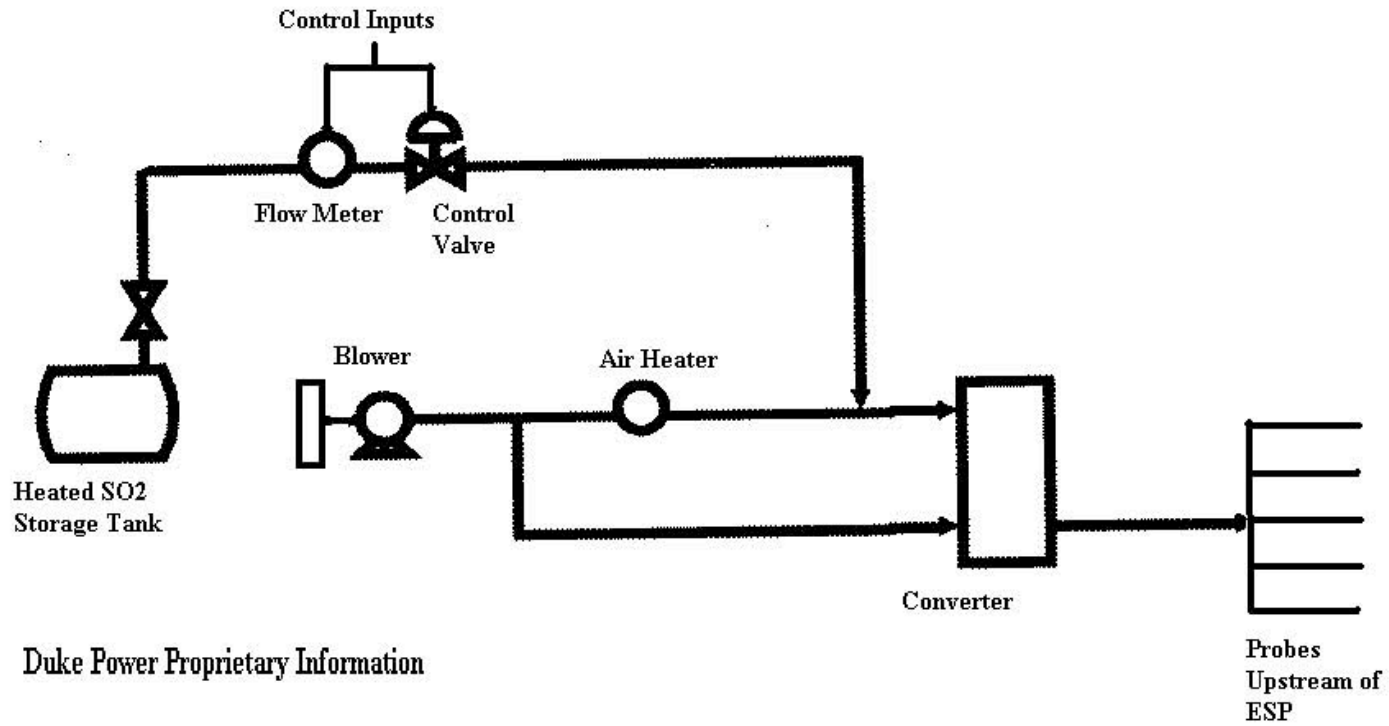 Control Inputs
Flow Meter
Control
Valve
Blower
Air Heater
Heated SO2
Storage Tank
Converter
Probes
Upstream of
ESP
Duke Power Proprietary Information